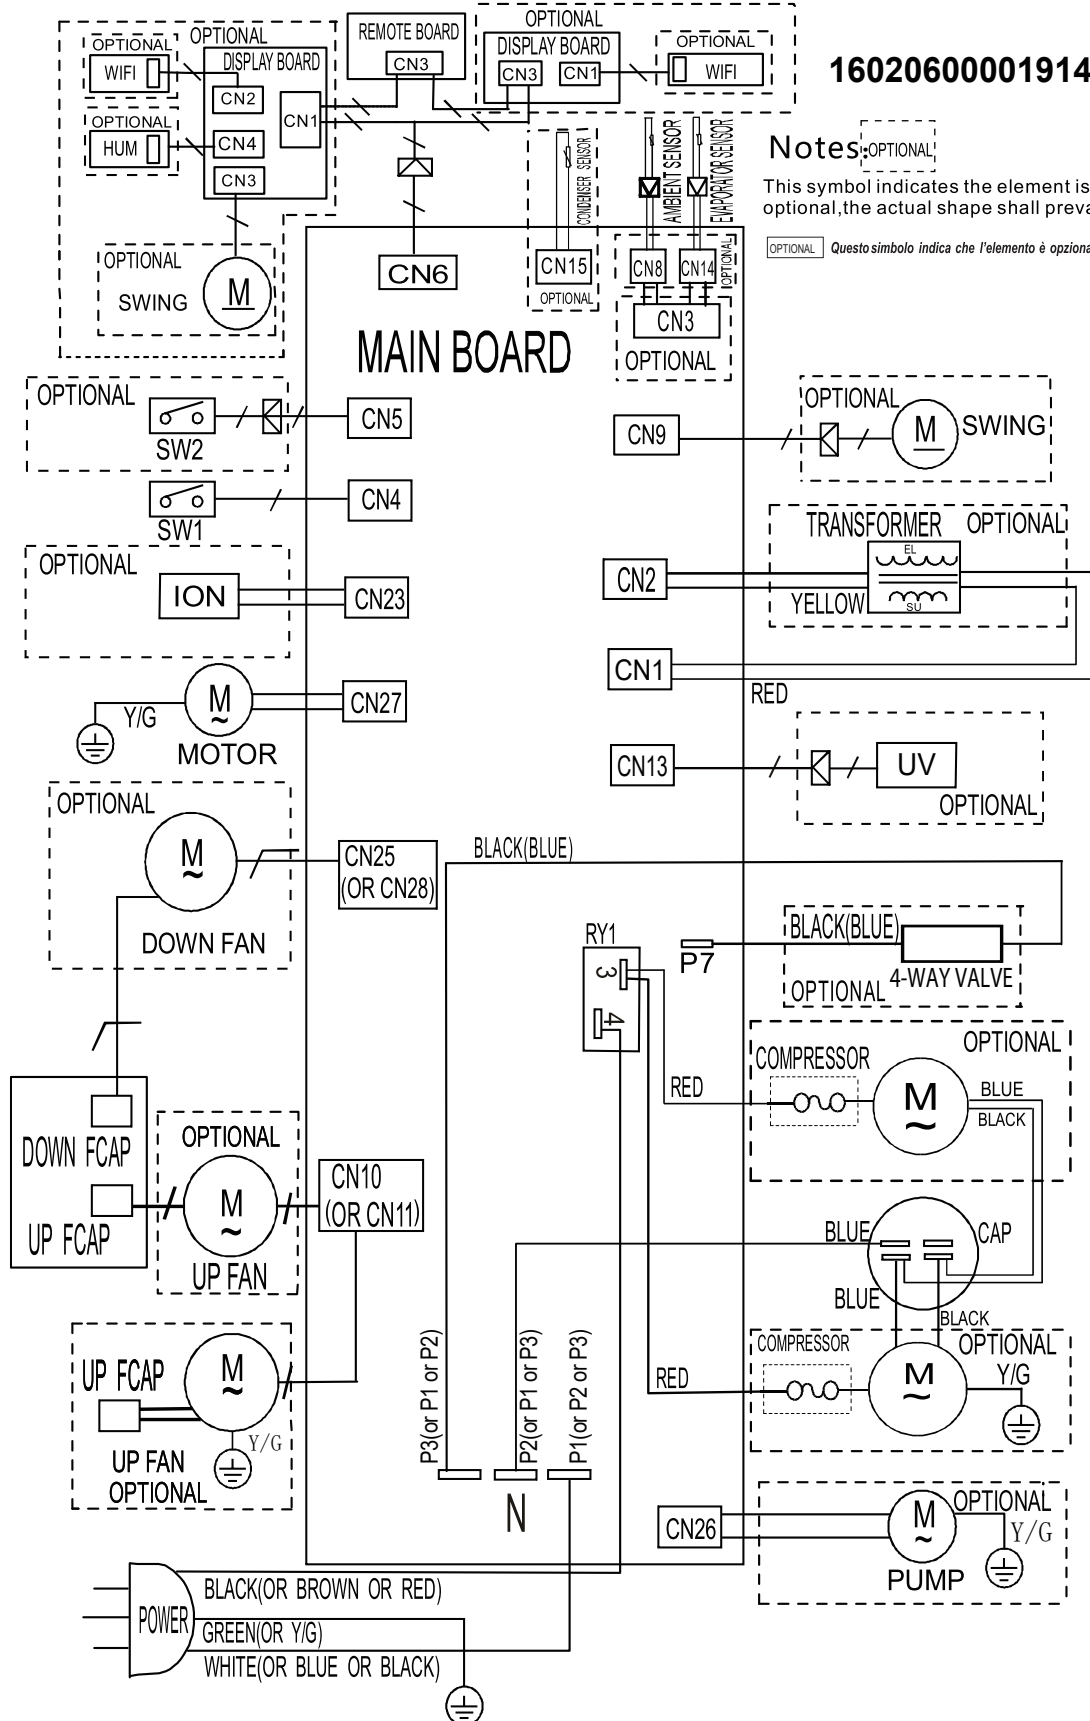 OPTIONAL
OPTIONAL
WIFI
OPTIONAL
HUM
DISPLAY BOARD
CN2
CN4
CN3
CN1
OPTIONAL
SWING
M
REMOTE BOARD
CN3
OPTIONAL
DISPLAY BOARD
CN3
CN1
OPTIONAL
WIFI
16020600001914
Notes:
OPTIONAL
This symbol indicates the element is
optional,the actual shape shall preva
OPTIONAL
Questo simbolo indica che l'elemento è opziona
CN6
CONDENSER SENSOR
CN15
OPTIONAL
AMBIENT SENSOR
EVAPORATOR SENSOR
CN8
CN14
OPTIONAL
CN3
OPTIONAL
MAIN BOARD
OPTIONAL
SW2
CN5
SW1
CN4
OPTIONAL
ION
CN23
Y/G
M
~
MOTOR
CN27
OPTIONAL
M
~
DOWN FAN
CN25
(OR CN28)
DOWN FCAP
UP FCAP
OPTIONAL
M
~
UP FAN
CN10
(OR CN11)
UP FCAP
M
~
Y/G
UP FAN
OPTIONAL
CN9
OPTIONAL
M
SWING
CN2
TRANSFORMER
OPTIONAL
EL
SU
YELLOW
CN1
RED
CN13
UV
OPTIONAL
BLACK(BLUE)
RY1
3
4
P7
BLACK(BLUE)
4-WAY VALVE
OPTIONAL
OPTIONAL
COMPRESSOR
M
~
RED
BLUE
BLACK
BLUE
CAP
BLUE
BLACK
COMPRESSOR
OPTIONAL
M
~
Y/G
RED
P3(or P1 or P2)
P2(or P1 or P3)
P1(or P2 or P3)
N
CN26
OPTIONAL
M
~
Y/G
PUMP
POWER
BLACK(OR BROWN OR RED)
GREEN(OR Y/G)
WHITE(OR BLUE OR BLACK)